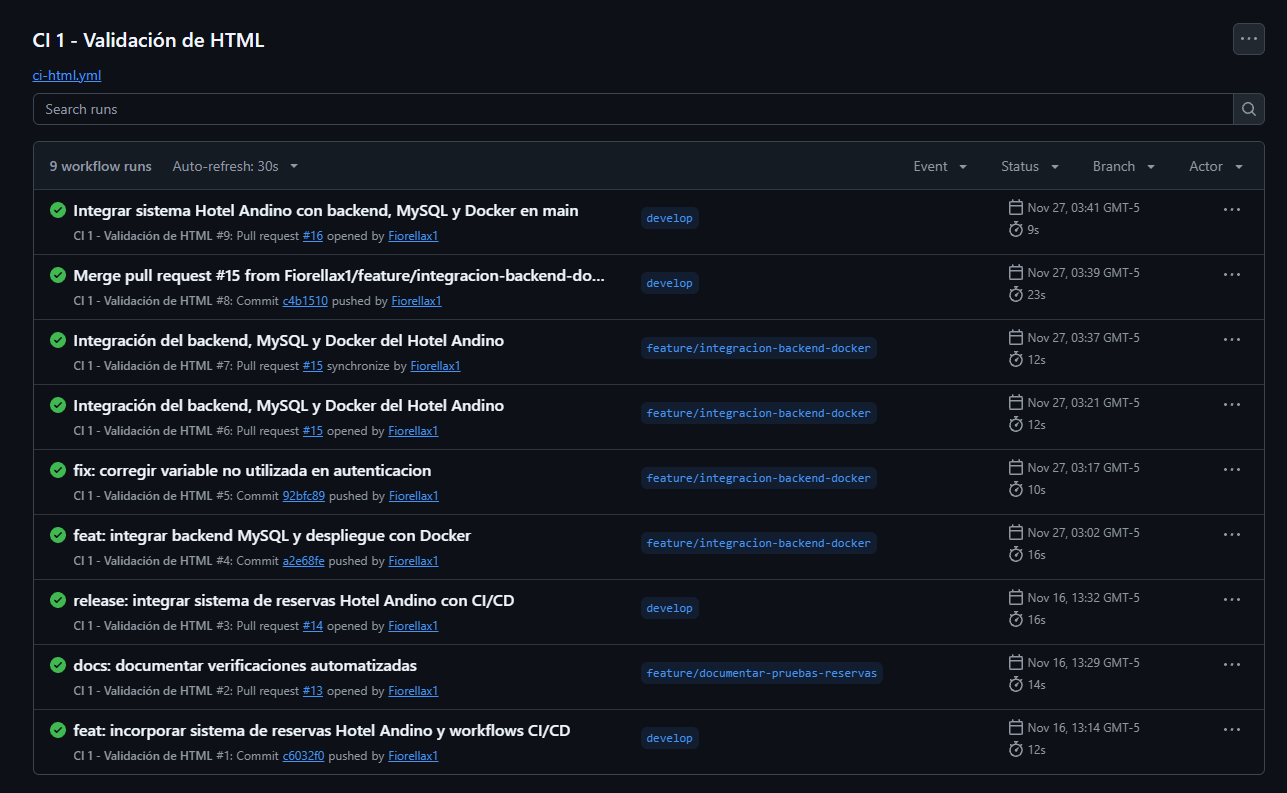 CI 1 - Validación de HTML
ci-html.yml
Search runs
9 workflow runs Auto-refresh: 30s Event Status Branch Actor
Integrar sistema Hotel Andino con backend, MySQL y Docker en main
develop
Nov 27, 03:41 GMT-5
CI 1 - Validación de HTML #9: Pull request #16 opened by Fiorellax1
9s
Merge pull request #15 from Fiorellax1/feature/integracion-backend-do...
develop
Nov 27, 03:39 GMT-5
CI 1 - Validación de HTML #8: Commit c4b1510 pushed by Fiorellax1
23s
Integración del backend, MySQL y Docker del Hotel Andino
feature/integracion-backend-docker
Nov 27, 03:37 GMT-5
CI 1 - Validación de HTML #7: Pull request #15 synchronize by Fiorellax1
12s
Integración del backend, MySQL y Docker del Hotel Andino
feature/integracion-backend-docker
Nov 27, 03:21 GMT-5
CI 1 - Validación de HTML #6: Pull request #15 opened by Fiorellax1
12s
fix: corregir variable no utilizada en autenticacion
feature/integracion-backend-docker
Nov 27, 03:17 GMT-5
CI 1 - Validación de HTML #5: Commit 92bfc89 pushed by Fiorellax1
10s
feat: integrar backend MySQL y despliegue con Docker
feature/integracion-backend-docker
Nov 27, 03:02 GMT-5
CI 1 - Validación de HTML #4: Commit a2e68fe pushed by Fiorellax1
16s
release: integrar sistema de reservas Hotel Andino con CI/CD
develop
Nov 16, 13:32 GMT-5
CI 1 - Validación de HTML #3: Pull request #14 opened by Fiorellax1
16s
docs: documentar verificaciones automatizadas
feature/documentar-pruebas-reservas
Nov 16, 13:29 GMT-5
CI 1 - Validación de HTML #2: Pull request #13 opened by Fiorellax1
14s
feat: incorporar sistema de reservas Hotel Andino y workflows CI/CD
develop
Nov 16, 13:14 GMT-5
CI 1 - Validación de HTML #1: Commit c6032f0 pushed by Fiorellax1
12s